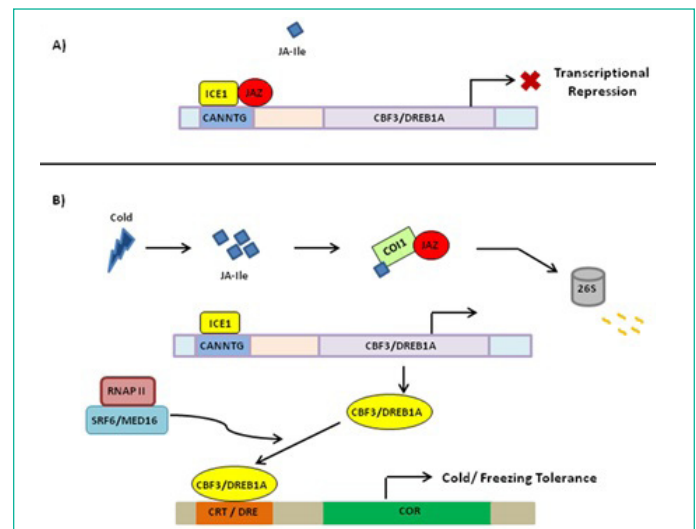 A)
JA-Ile
ICE1
JAZ
CANNTG
CBF3/DREB1A
Transcriptional
Repression
B)
Cold
JA-Ile
COI1
JAZ
26S
ICE1
CANNTG
CBF3/DREB1A
RNAP II
SRF6/MED16
CBF3/DREB1A
CBF3/DREB1A
Cold/ Freezing Tolerance
CRT / DRE
COR